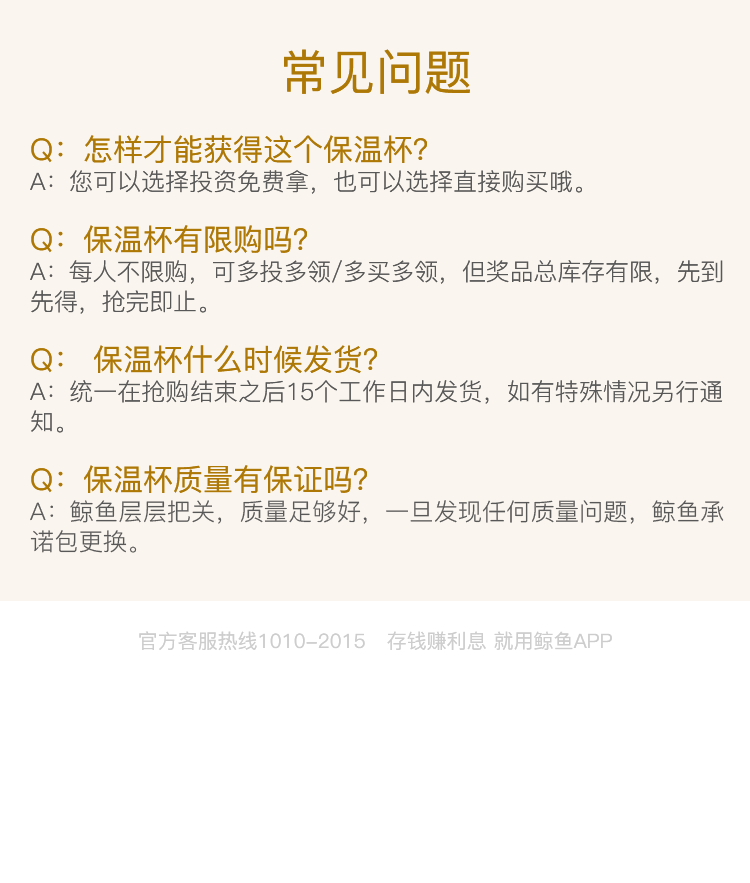 常见问题
Q：怎样才能获得这个保温杯？
A：您可以选择投资免费拿，也可以选择直接购买哦。
Q：保温杯有限购吗？
A：每人不限购，可多投多领/多买多领，但奖品总库存有限，先到
先得，抢完即止。
Q： 保温杯什么时候发货？
A：统一在抢购结束之后15个工作日内发货，如有特殊情况另行通
知。
Q：保温杯质量有保证吗？
A：鲸鱼层层把关，质量足够好，一旦发现任何质量问题，鲸鱼承
诺包更换。
官方客服热线1010-2015 存钱赚利息 就用鲸鱼APP